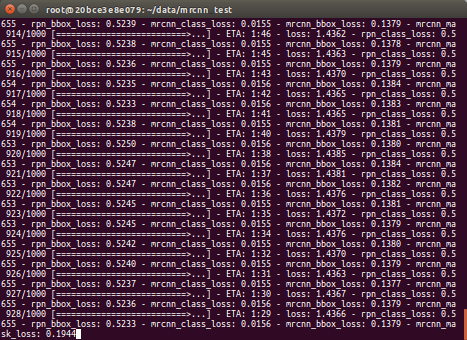 root@20bce3e8e079: ~/data/mrcnn test
655 - rpn_bbox_loss: 0.5239 - mrcnn_class_loss: 0.0155 - mrcnn_bbox_loss: 0.1379 - mrcnn_ma
914/1000 [==========================>...] - ETA: 1:46 - loss: 1.4362 - rpn_class_loss: 0.5
655 - rpn_bbox_loss: 0.5238 - mrcnn_class_loss: 0.0155 - mrcnn_bbox_loss: 0.1378 - mrcnn_ma
915/1000 [==========================>...] - ETA: 1:45 - loss: 1.4363 - rpn_class_loss: 0.5
655 - rpn_bbox_loss: 0.5236 - mrcnn_class_loss: 0.0156 - mrcnn_bbox_loss: 0.1379 - mrcnn_ma
916/1000 [==========================>...] - ETA: 1:43 - loss: 1.4370 - rpn_class_loss: 0.5
654 - rpn_bbox_loss: 0.5235 - mrcnn_class_loss: 0.0156 - mrcnn_bbox_loss: 0.1384 - mrcnn_ma
917/1000 [==========================>...] - ETA: 1:42 - loss: 1.4365 - rpn_class_loss: 0.5
654 - rpn_bbox_loss: 0.5233 - mrcnn_class_loss: 0.0156 - mrcnn_bbox_loss: 0.1383 - mrcnn_ma
918/1000 [==========================>...] - ETA: 1:41 - loss: 1.4365 - rpn_class_loss: 0.5
654 - rpn_bbox_loss: 0.5238 - mrcnn_class_loss: 0.0155 - mrcnn_bbox_loss: 0.1381 - mrcnn_ma
919/1000 [==========================>...] - ETA: 1:40 - loss: 1.4379 - rpn_class_loss: 0.5
653 - rpn_bbox_loss: 0.5250 - mrcnn_class_loss: 0.0156 - mrcnn_bbox_loss: 0.1380 - mrcnn_ma
920/1000 [==========================>...] - ETA: 1:38 - loss: 1.4385 - rpn_class_loss: 0.5
653 - rpn_bbox_loss: 0.5247 - mrcnn_class_loss: 0.0156 - mrcnn_bbox_loss: 0.1384 - mrcnn_ma
921/1000 [==========================>...] - ETA: 1:37 - loss: 1.4381 - rpn_class_loss: 0.5
653 - rpn_bbox_loss: 0.5247 - mrcnn_class_loss: 0.0156 - mrcnn_bbox_loss: 0.1382 - mrcnn_ma
922/1000 [==========================>...] - ETA: 1:36 - loss: 1.4376 - rpn_class_loss: 0.5
653 - rpn_bbox_loss: 0.5245 - mrcnn_class_loss: 0.0155 - mrcnn_bbox_loss: 0.1381 - mrcnn_ma
923/1000 [==========================>...] - ETA: 1:35 - loss: 1.4372 - rpn_class_loss: 0.5
655 - rpn_bbox_loss: 0.5245 - mrcnn_class_loss: 0.0155 - mrcnn_bbox_loss: 0.1379 - mrcnn_ma
924/1000 [==========================>...] - ETA: 1:34 - loss: 1.4376 - rpn_class_loss: 0.5
655 - rpn_bbox_loss: 0.5242 - mrcnn_class_loss: 0.0155 - mrcnn_bbox_loss: 0.1380 - mrcnn_ma
925/1000 [==========================>...] - ETA: 1:32 - loss: 1.4370 - rpn_class_loss: 0.5
655 - rpn_bbox_loss: 0.5240 - mrcnn_class_loss: 0.0155 - mrcnn_bbox_loss: 0.1379 - mrcnn_ma
926/1000 [==========================>...] - ETA: 1:31 - loss: 1.4363 - rpn_class_loss: 0.5
655 - rpn_bbox_loss: 0.5237 - mrcnn_class_loss: 0.0155 - mrcnn_bbox_loss: 0.1377 - mrcnn_ma
927/1000 [==========================>...] - ETA: 1:30 - loss: 1.4367 - rpn_class_loss: 0.5
655 - rpn_bbox_loss: 0.5236 - mrcnn_class_loss: 0.0156 - mrcnn_bbox_loss: 0.1379 - mrcnn_ma
928/1000 [==========================>...] - ETA: 1:29 - loss: 1.4366 - rpn_class_loss: 0.5
655 - rpn_bbox_loss: 0.5233 - mrcnn_class_loss: 0.0156 - mrcnn_bbox_loss: 0.1379 - mrcnn_ma
sk_loss: 0.1944